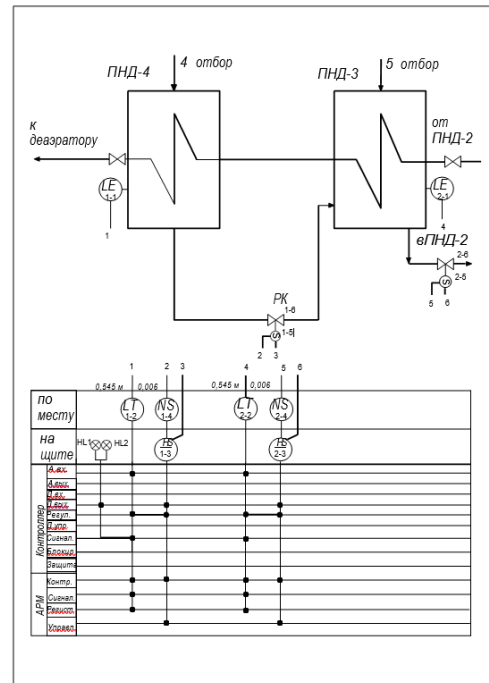 ПНД-4
4 отбор
ПНД-3
5 отбор
к
деаэратору
от
ПНД-2
LE
1-1
1
LE
2-1
4
вПНД-2
2-6
2-5
S
5 6
РК
1-6
1-5
S
2 3
1 2 3 4 5 6
0,545 м 0,006 0,545 м 0,006
по
месту
LT
1-2
NS
1-4
LT
2-2
NS
2-4
на
щите
HL1 HL2
HS
1-3
HS
2-3
Контроллер
А.вх.
А.вых.
Д.вх.
Д.вых.
Регул.
П.упр.
Сигнал.
Блокир.
Защита
АРМ
Контр.
Сигнал.
Регист.
Управл.